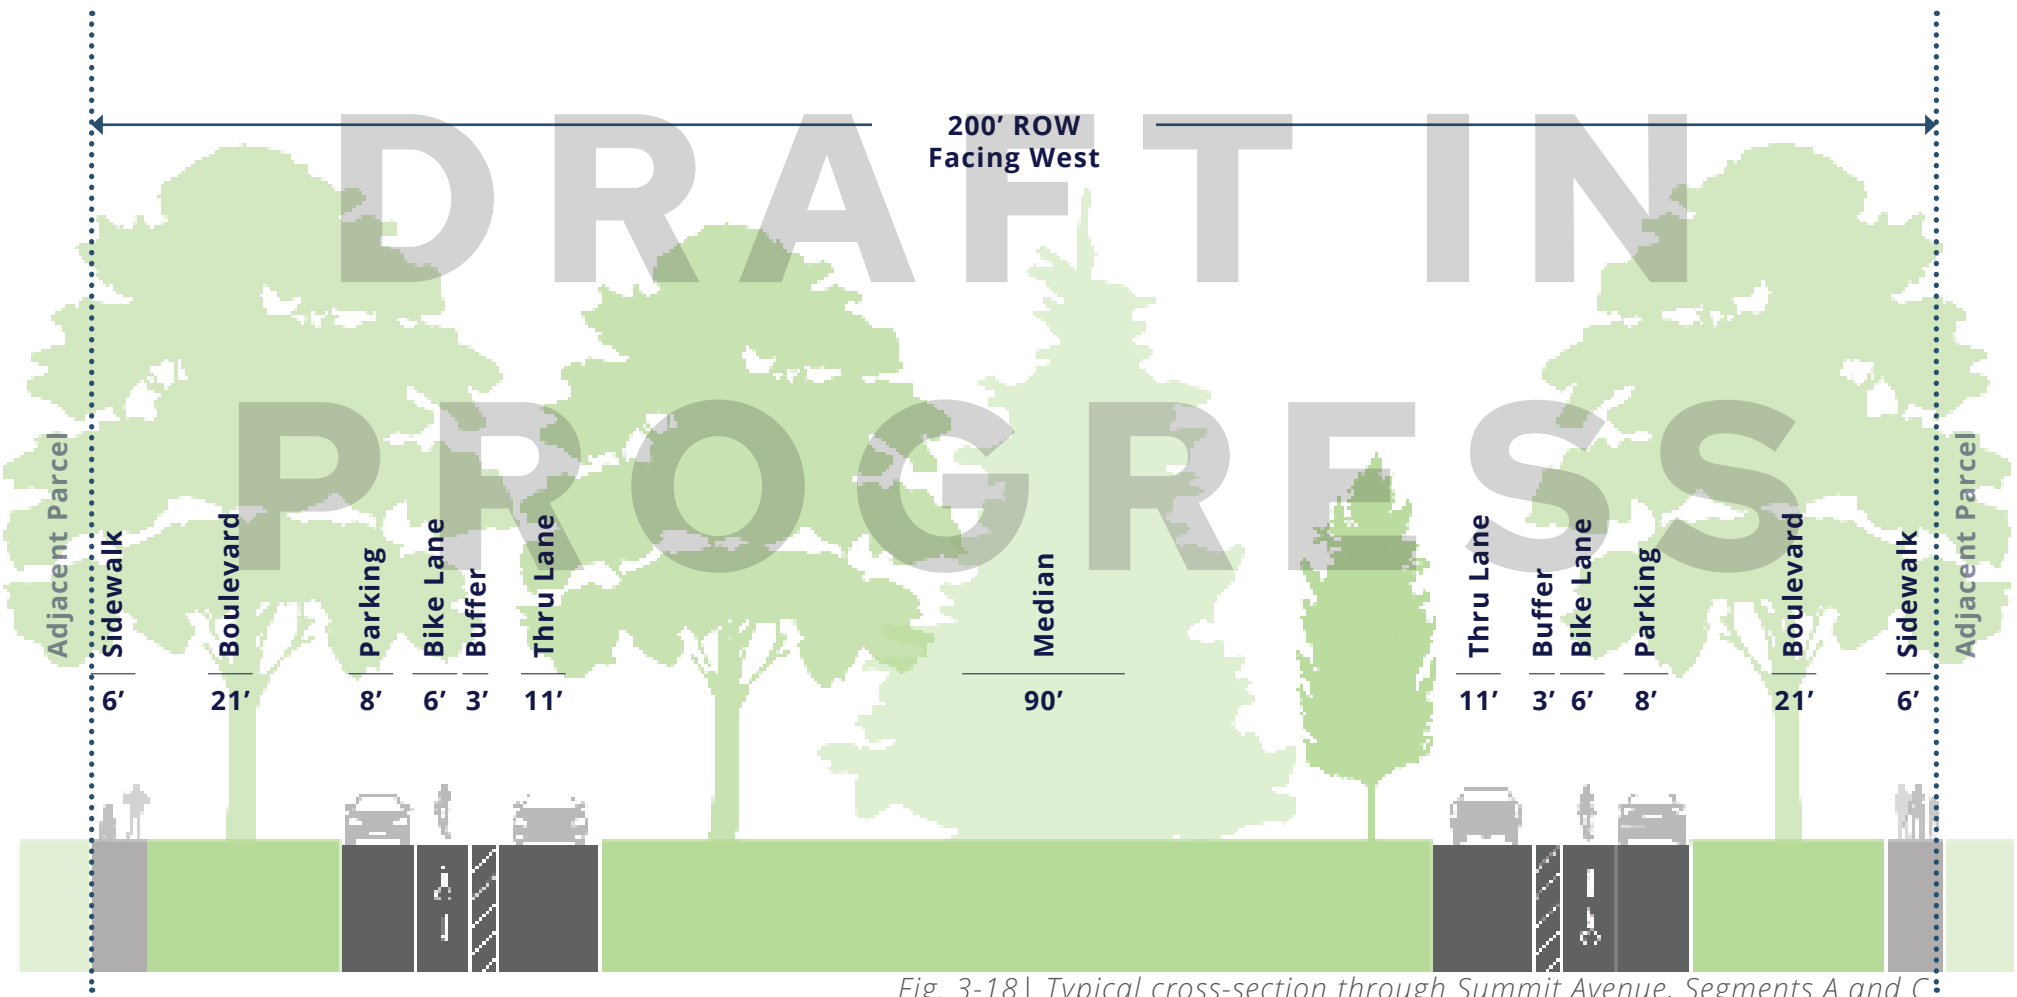 200’ ROW
Facing West
DRAFT IN
PROGRESS
Adjacent Parcel
Sidewalk
Boulevard
Parking
Bike Lane
Buffer
Thru Lane
Median
Thru Lane
Buffer
Bike Lane
Parking
Boulevard
Sidewalk
Adjacent Parcel
6’ 21’ 8’ 6’ 3’ 11’ 90’ 11’ 3’ 6’ 8’ 21’ 6’
Fig. 3-18| Typical cross-section through Summit Avenue, Segments A and C